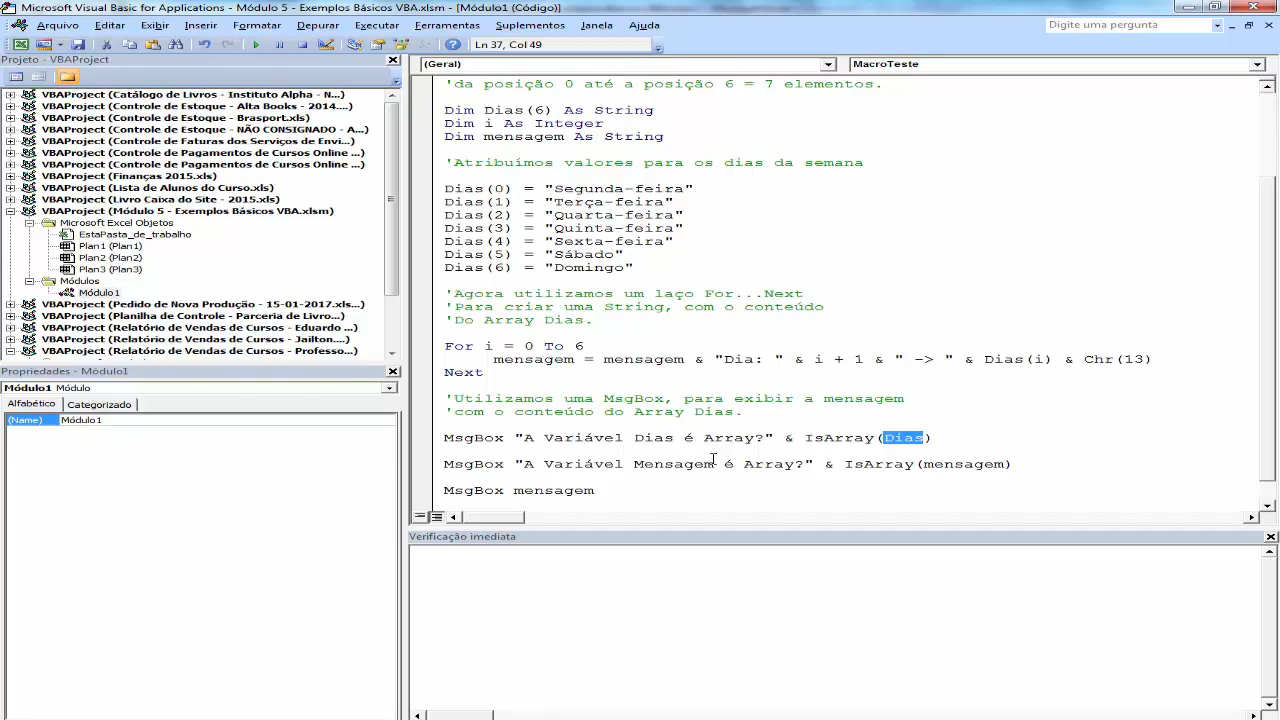 Microsoft Visual Basic for Applications - Módulo 5 - Exemplos Básicos VBA.xlsm - [Módulo1 (Código)]
Arquivo Editar Exibir Inserir Formatar Depurar Executar Ferramentas Suplementos Janela Ajuda
Digite uma pergunta
Ln 37, Col 49
Projeto - VBAProject
VBAProject (Catálogo de Livros - Instituto Alpha - N...)
VBAProject (Controle de Estoque - Alta Books - 2014....)
VBAProject (Controle de Estoque - Brasport.xls)
VBAProject (Controle de Estoque - NÃO CONSIGNADO - A...)
VBAProject (Controle de Faturas dos Serviços de Envi...)
VBAProject (Controle de Pagamentos de Cursos Online ...)
VBAProject (Controle de Pagamentos de Cursos Online ...)
VBAProject (Finanças 2015.xls)
VBAProject (Lista de Alunos do Curso.xls)
VBAProject (Livro Caixa do Site - 2015.xls)
VBAProject (Módulo 5 - Exemplos Básicos VBA.xlsm)
Microsoft Excel Objetos
EstaPasta_de_trabalho
Plan1 (Plan1)
Plan2 (Plan2)
Plan3 (Plan3)
Módulos
Módulo1
VBAProject (Pedido de Nova Produção - 15-01-2017.xls...)
VBAProject (Planilha de Controle - Parceria de Livro...)
VBAProject (Relatório de Vendas de Cursos - Eduardo ...)
VBAProject (Relatório de Vendas de Cursos - Jailton....)
VBAProject (Relatório de Vendas de Cursos - Professo...)
Propriedades - Módulo1
Módulo1 Módulo
Alfabético Categorizado
(Name) Módulo1
(Geral) MacroTeste
'da posição 0 até a posição 6 = 7 elementos.
Dim Dias(6) As String
Dim i As Integer
Dim mensagem As String
'Atribuímos valores para os dias da semana
Dias(0) = "Segunda-feira"
Dias(1) = "Terça-feira"
Dias(2) = "Quarta-feira"
Dias(3) = "Quinta-feira"
Dias(4) = "Sexta-feira"
Dias(5) = "Sábado"
Dias(6) = "Domingo"
'Agora utilizamos um laço For...Next
'Para criar uma String, com o conteúdo
'Do Array Dias.
For i = 0 To 6
mensagem = mensagem & "Dia: " & i + 1 & " -> " & Dias(i) & Chr(13)
Next
'Utilizamos uma MsgBox, para exibir a mensagem
'com o conteúdo do Array Dias.
MsgBox "A Variável Dias é Array?" & IsArray(Dias)
MsgBox "A Variável Mensagem é Array?" & IsArray(mensagem)
MsgBox mensagem
Verificação imediata